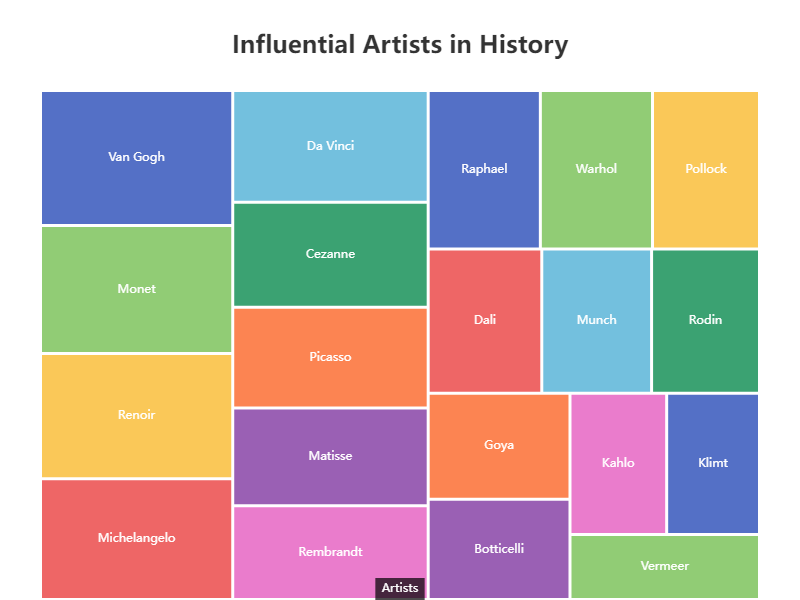 Influential Artists in History
Van Gogh
Monet
Renoir
Michelangelo
Da Vinci
Cezanne
Picasso
Matisse
Rembrandt
Raphael
Warhol
Pollock
Dali
Munch
Rodin
Goya
Botticelli
Kahlo
Klimt
Vermeer
Artists